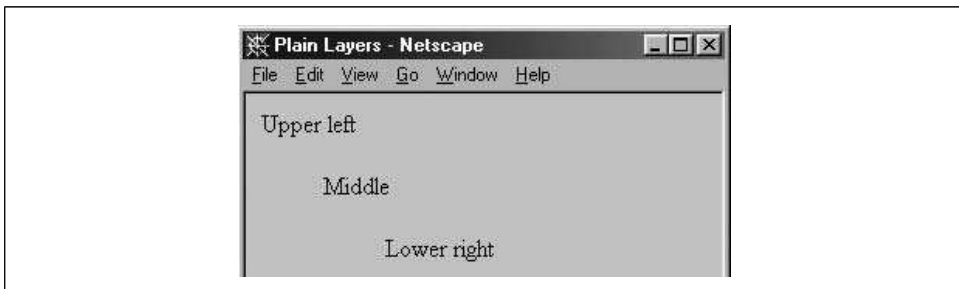 Plain Layers - Netscape
File Edit View Go Window Help
Upper left
Middle
Lower right